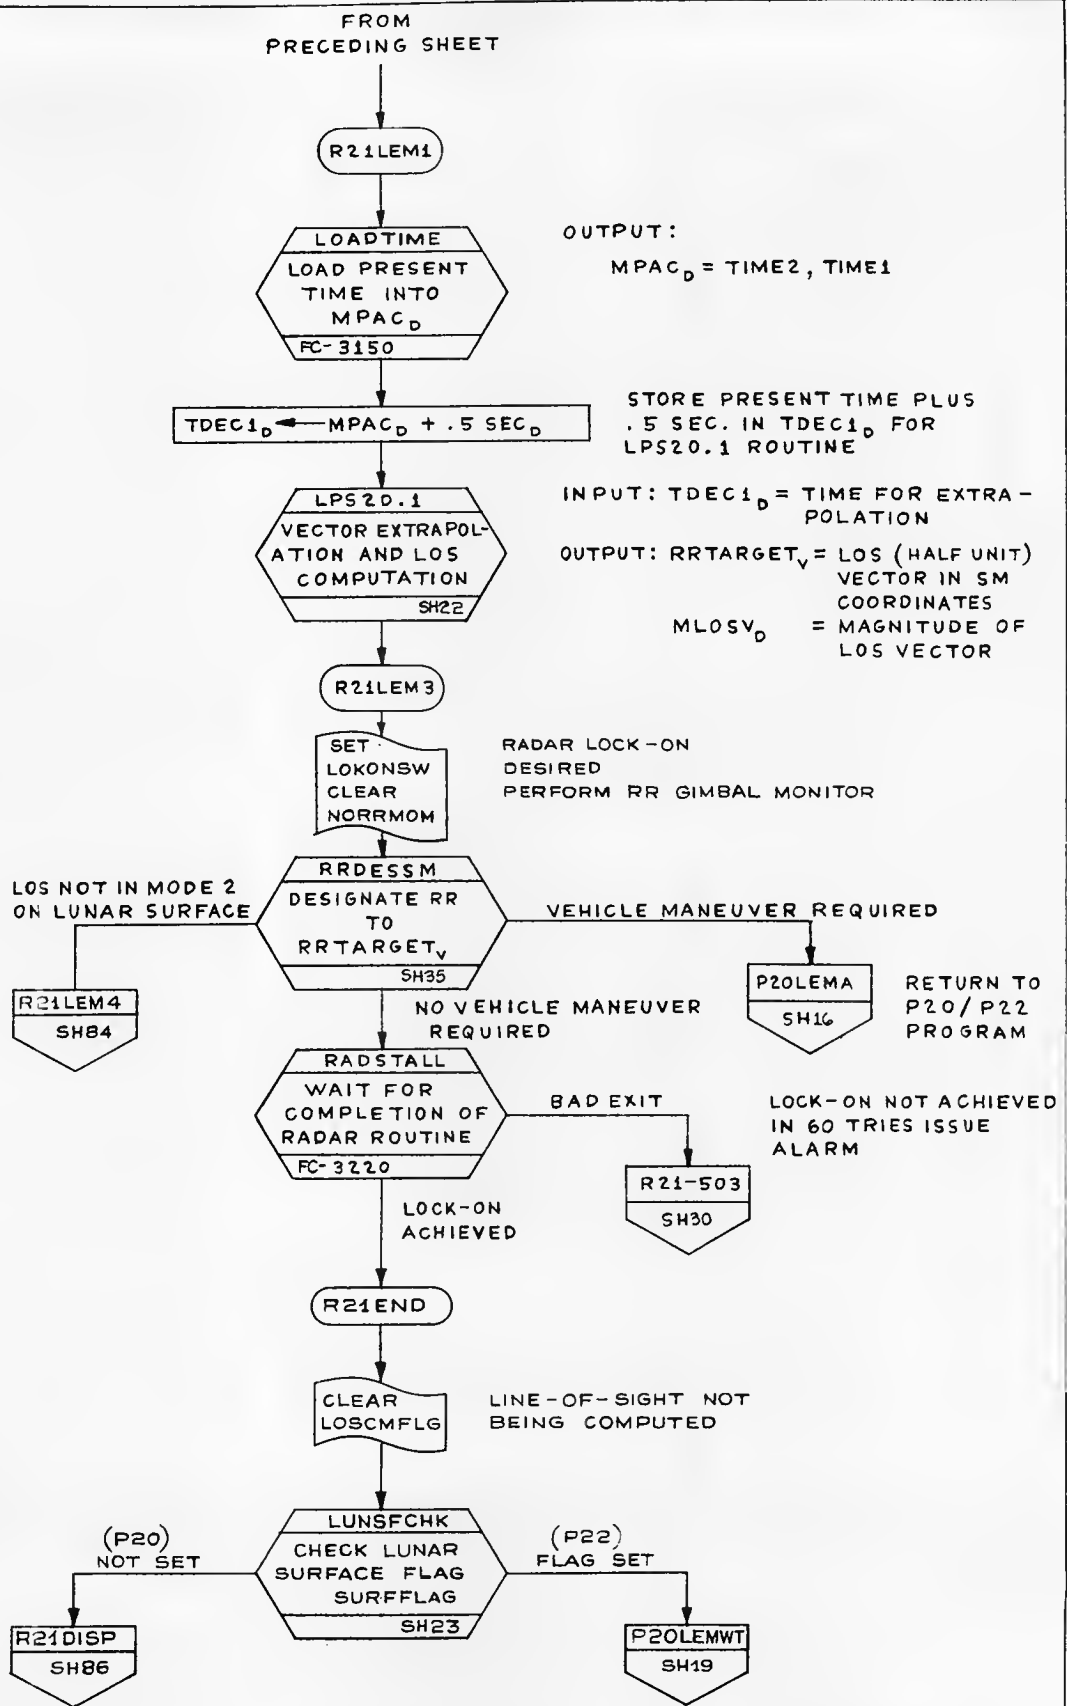 FROM
PRECEDING SHEET
R21LEM1
LOADTIME
LOAD PRESENT
TIME INTO
MPAC_D
FC-3150
OUTPUT:
MPAC_D = TIME2, TIME1
TDEC1_D ← MPAC_D + .5 SEC_D
STORE PRESENT TIME PLUS
.5 SEC. IN TDEC1_D FOR
LPS20.1 ROUTINE
LPS20.1
VECTOR EXTRAPOL-
ATION AND LOS
COMPUTATION
SH22
INPUT: TDEC1_D = TIME FOR EXTRA-
POLATION
OUTPUT: RRTARGET_V = LOS (HALF UNIT)
VECTOR IN SM
COORDINATES
MLOSV_D = MAGNITUDE OF
LOS VECTOR
R21LEM3
SET
LOKONSW
CLEAR
NORRMOM
RADAR LOCK-ON
DESIRED
PERFORM RR GIMBAL MONITOR
RRDESSM
DESIGNATE RR
TO
RRTARGET_V
SH35
LOS NOT IN MODE 2
ON LUNAR SURFACE
R21LEM4
SH84
VEHICLE MANEUVER REQUIRED
P20LEMA
SH16
RETURN TO
P20/P22
PROGRAM
NO VEHICLE MANEUVER
REQUIRED
RADSTALL
WAIT FOR
COMPLETION OF
RADAR ROUTINE
FC-3220
BAD EXIT
LOCK-ON NOT ACHIEVED
IN 60 TRIES ISSUE
ALARM
R21-503
SH30
LOCK-ON
ACHIEVED
R21END
CLEAR
LOSCMFLG
LINE-OF-SIGHT NOT
BEING COMPUTED
LUNSFCHK
CHECK LUNAR
SURFACE FLAG
SURFFLAG
SH23
(P20)
NOT SET
(P22)
FLAG SET
R21DISP
SH86
P20LEMWT
SH19